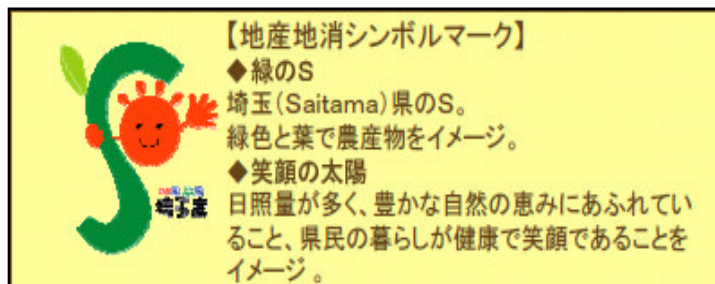 【地産地消シンボルマーク】
◆緑のS
埼玉(Saitama)県のS。
緑色と葉で農産物をイメージ。
◆笑顔の太陽
日照量が多く、豊かな自然の恵みにあふれてい
ること、県民の暮らしが健康で笑顔であることを
イメージ 。
埼玉産